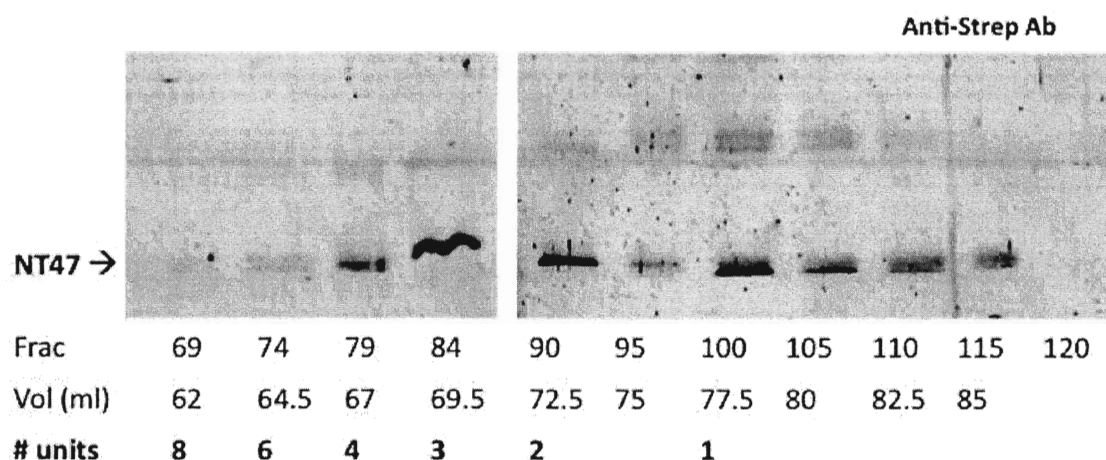 Anti-Strep Ab
NT47 →
Frac 69 74 79 84 90 95 100 105 110 115 120
Vol (ml) 62 64.5 67 69.5 72.5 75 77.5 80 82.5 85
# units 8 6 4 3 2 1